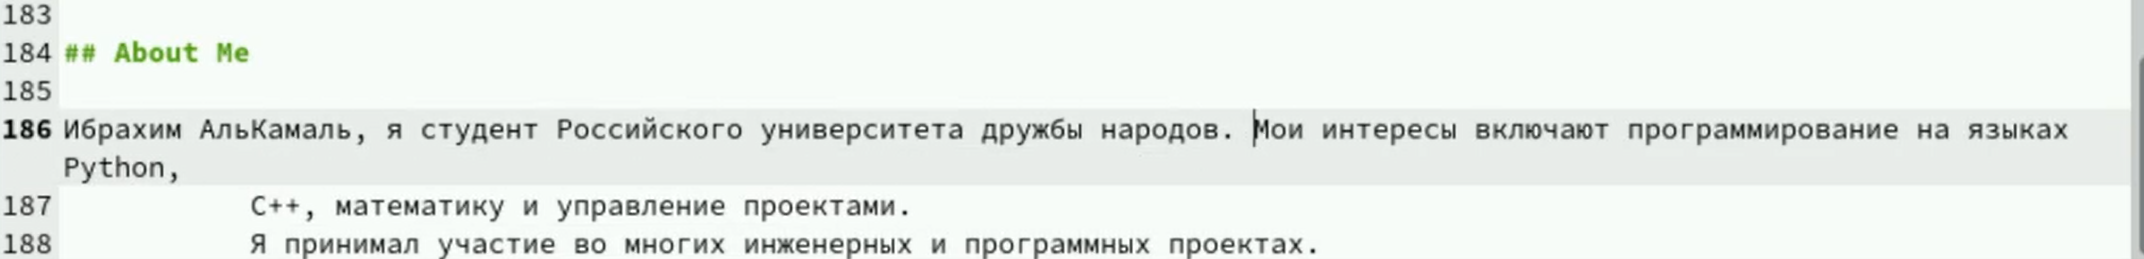 183
184 ## About Me
185
186 Ибрахим АльКамаль, я студент Российского университета дружбы народов. Мои интересы включают программирование на языках
Python,
187 C++, математику и управление проектами.
188 Я принимал участие во многих инженерных и программных проектах.